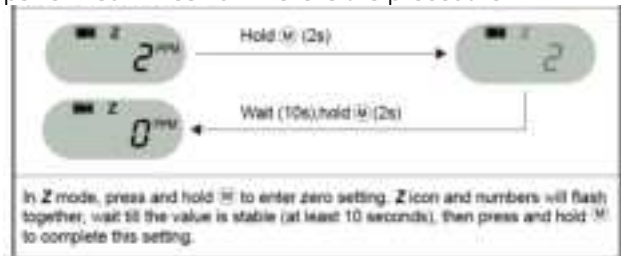 Z 2 PPM
Hold Ⓜ (2s)
Z 2
Z 0 PPM
Wait (10s),hold Ⓜ (2s)
In Z mode, press and hold Ⓜ to enter zero setting. Z icon and numbers will flash
together, wait till the value is stable (at least 10 seconds), then press and hold Ⓜ
to complete this setting.